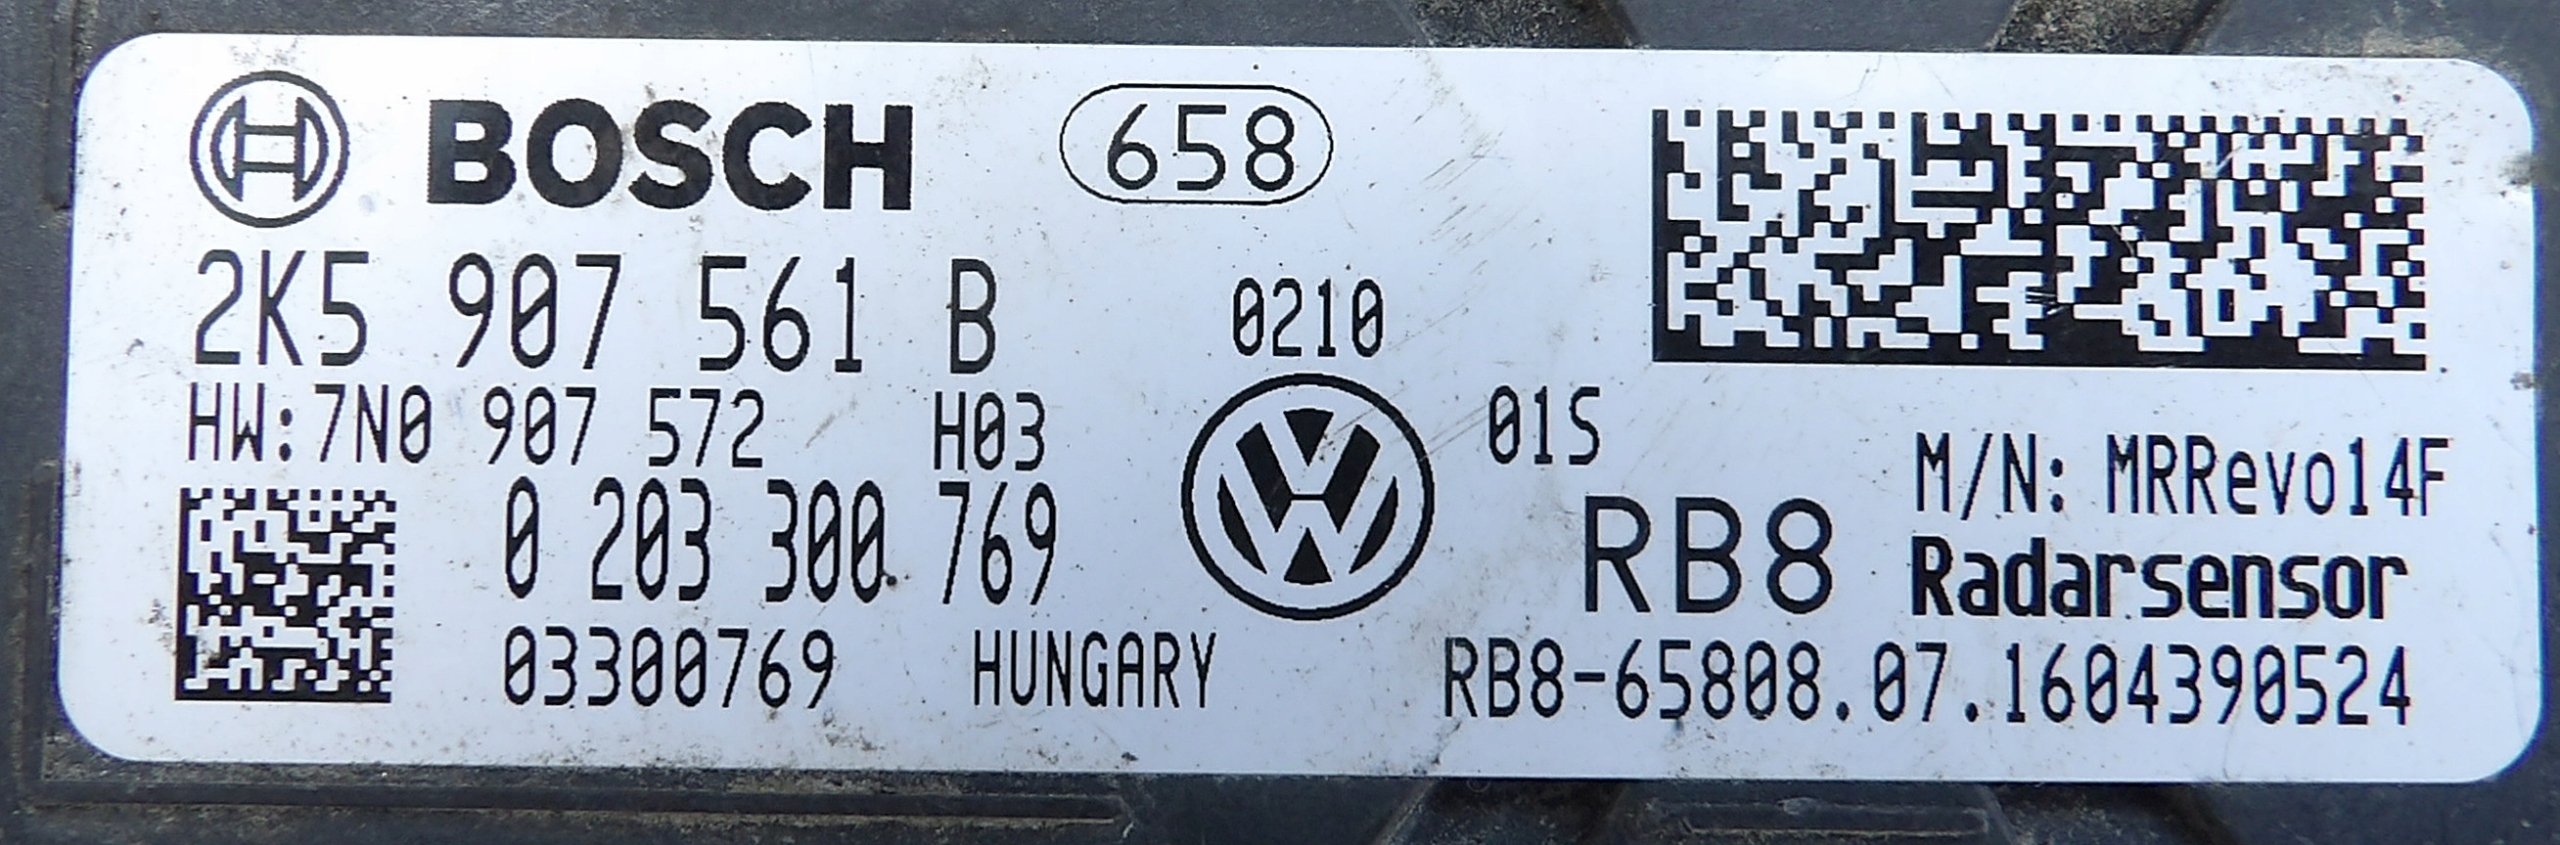 BOSCH 658
2K5 907 561 B 0210
HW:7N0 907 572 H03 01S
M/N: MRRevo14F
0 203 300 769 RB8 Radarsensor
03300769 HUNGARY RB8-65808.07.1604390524